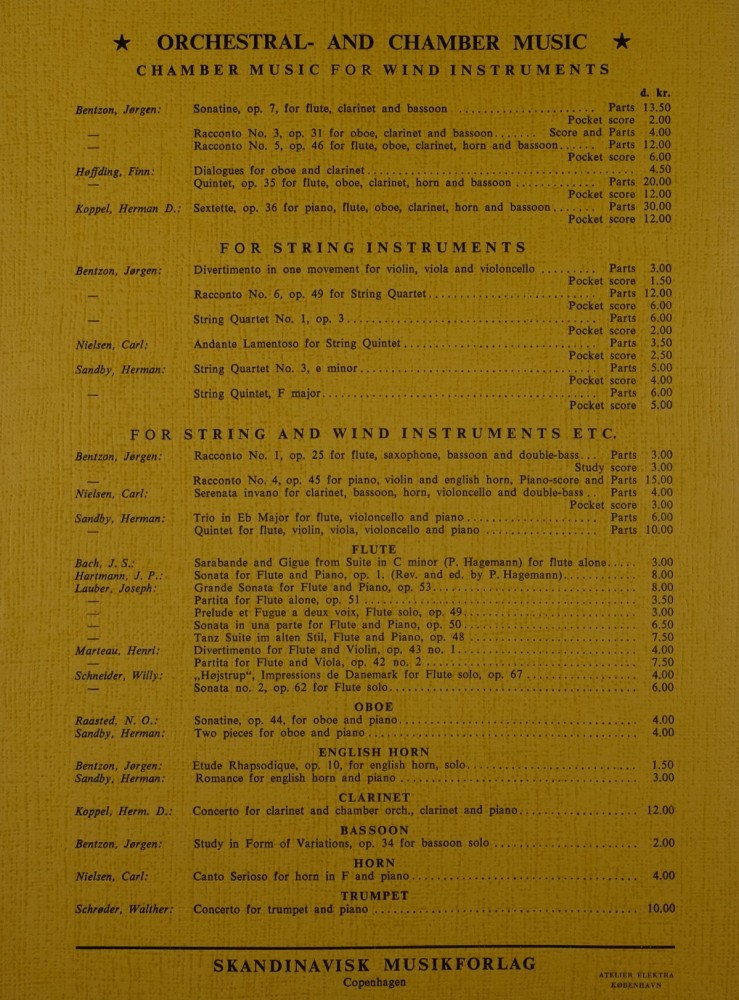 ★ ORCHESTRAL- AND CHAMBER MUSIC ★
CHAMBER MUSIC FOR WIND INSTRUMENTS
d. kr.
Bentzon, Jørgen: Sonatine, op. 7, for flute, clarinet and bassoon ..................... Parts 13.50
Pocket score 2.00
— Racconto No. 3, op. 31 for oboe, clarinet and bassoon....... Score and Parts 4.00
— Racconto No. 5, op. 46 for flute, oboe, clarinet, horn and bassoon...... Parts 12.00
Pocket score 6.00
Høffding, Finn: Dialogues for oboe and clarinet......................................... 4.50
— Quintet, op. 35 for flute, oboe, clarinet, horn and bassoon ............. Parts 20,00
Pocket score 12.00
Koppel, Herman D.: Sextette, op. 36 for piano, flute, oboe, clarinet, horn and bassoon....... Parts 30,00
Pocket score 12,00
FOR STRING INSTRUMENTS
Bentzon, Jørgen: Divertimento in one movement for violin, viola and violoncello ......... Parts 3.00
Pocket score 1.50
— Racconto No. 6, op. 49 for String Quartet.......................... Parts 12,00
Pocket score 6.00
— String Quartet No. 1, op. 3....................................... Parts 6,00
Pocket score 2,00
Nielsen, Carl: Andante Lamentoso for String Quintet.............................. Parts 3,50
Pocket score 2,50
Sandby, Herman: String Quartet No. 3, e minor..................................... Parts 5,00
Pocket score 4,00
— String Quintet, F major........................................... Parts 6,00
Pocket score 5,00
FOR STRING AND WIND INSTRUMENTS ETC.
Bentzon, Jørgen: Racconto No. 1, op. 25 for flute, saxophone, bassoon and double-bass... Parts 3,00
Study score 3.00
— Racconto No. 4, op. 45 for piano, violin and english horn, Piano-score and Parts 15,00
Nielsen, Carl: Serenata invano for clarinet, bassoon, horn, violoncello and double-bass.. Parts 4,00
Pocket score 3,00
Sandby, Herman: Trio in Eb Major for flute, violoncello and piano.................... Parts 6,00
— Quintet for flute, violin, viola, violoncello and piano ................. Parts 10,00
FLUTE
Bach, J. S.: Sarabande and Gigue from Suite in C minor (P. Hagemann) for flute alone..... 3.00
Hartmann, J. P.: Sonata for Flute and Piano, op. 1. (Rev. and ed. by P. Hagemann)........... 8.00
Lauber, Joseph: Grande Sonata for Flute and Piano, op. 53............................... 8,00
— Partita for Flute alone, op. 51 ........................................... 3,50
— Prelude et Fugue a deux voix, Flute solo, op. 49........................... 3.00
— Sonata in una parte for Flute and Piano, op. 50........................... 6.50
— Tanz Suite im alten Stil, Flute and Piano, op. 48 ......................... 7.50
Marteau, Henri: Divertimento for Flute and Violin, op. 43 no. 1............................ 4,00
— Partita for Flute and Viola, op. 42 no. 2 ................................. 7,50
Schneider, Willy: „Højstrup“, Impressions de Danemark for Flute solo, op. 67 ................. 4,00
— Sonata no. 2, op. 62 for Flute solo........................................ 6,00
OBOE
Raasted, N. O.: Sonatine, op. 44, for oboe and piano...................................... 4.00
Sandby, Herman: Two pieces for oboe and piano ............................................ 4.00
ENGLISH HORN
Bentzon, Jørgen: Etude Rhapsodique, op. 10, for english horn, solo........................... 1.50
Sandby, Herman: Romance for english horn and piano ...................................... 3,00
CLARINET
Koppel, Herm. D.: Concerto for clarinet and chamber orch., clarinet and piano.................. 12.00
BASSOON
Bentzon, Jørgen: Study in Form of Variations, op. 34 for bassoon solo ....................... 2.00
HORN
Nielsen, Carl: Canto Serioso for horn in F and piano.................................... 4,00
TRUMPET
Schrøder, Walther: Concerto for trumpet and piano .......................................... 10,00
SKANDINAVISK MUSIKFORLAG
Copenhagen
ATELIER ELEKTRA
KØBENHAVN